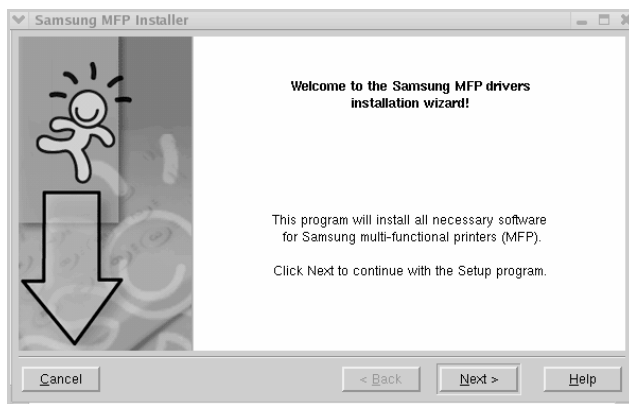 Samsung MFP Installer
Welcome to the Samsung MFP drivers
installation wizard!
This program will install all necessary software
for Samsung multi-functional printers (MFP).
Click Next to continue with the Setup program.
Cancel
< Back
Next >
Help